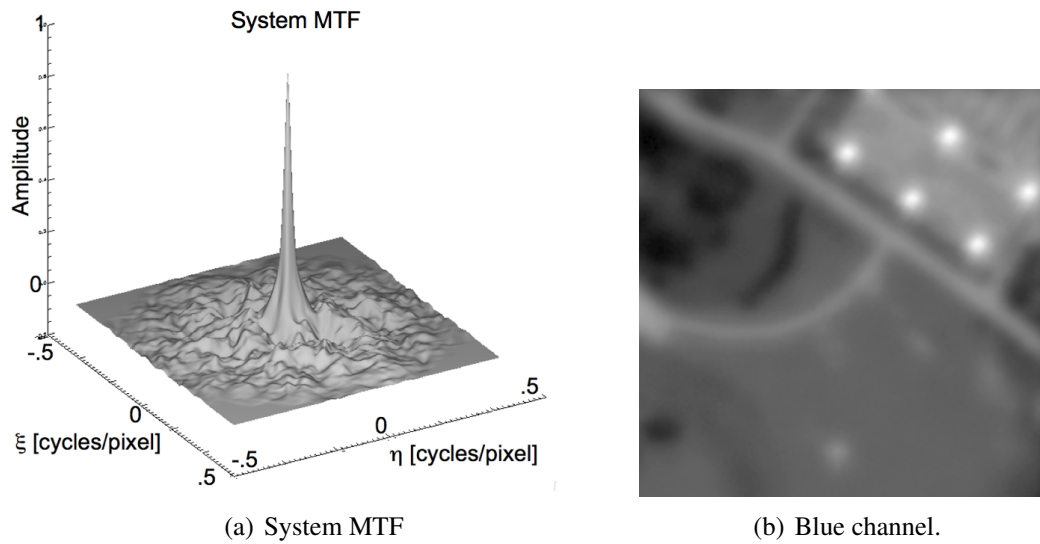 System MTF
1
Amplitude
0
-.5
0
.5
ξ [cycles/pixel]
-.5
0
.5
η [cycles/pixel]
(a) System MTF
(b) Blue channel.